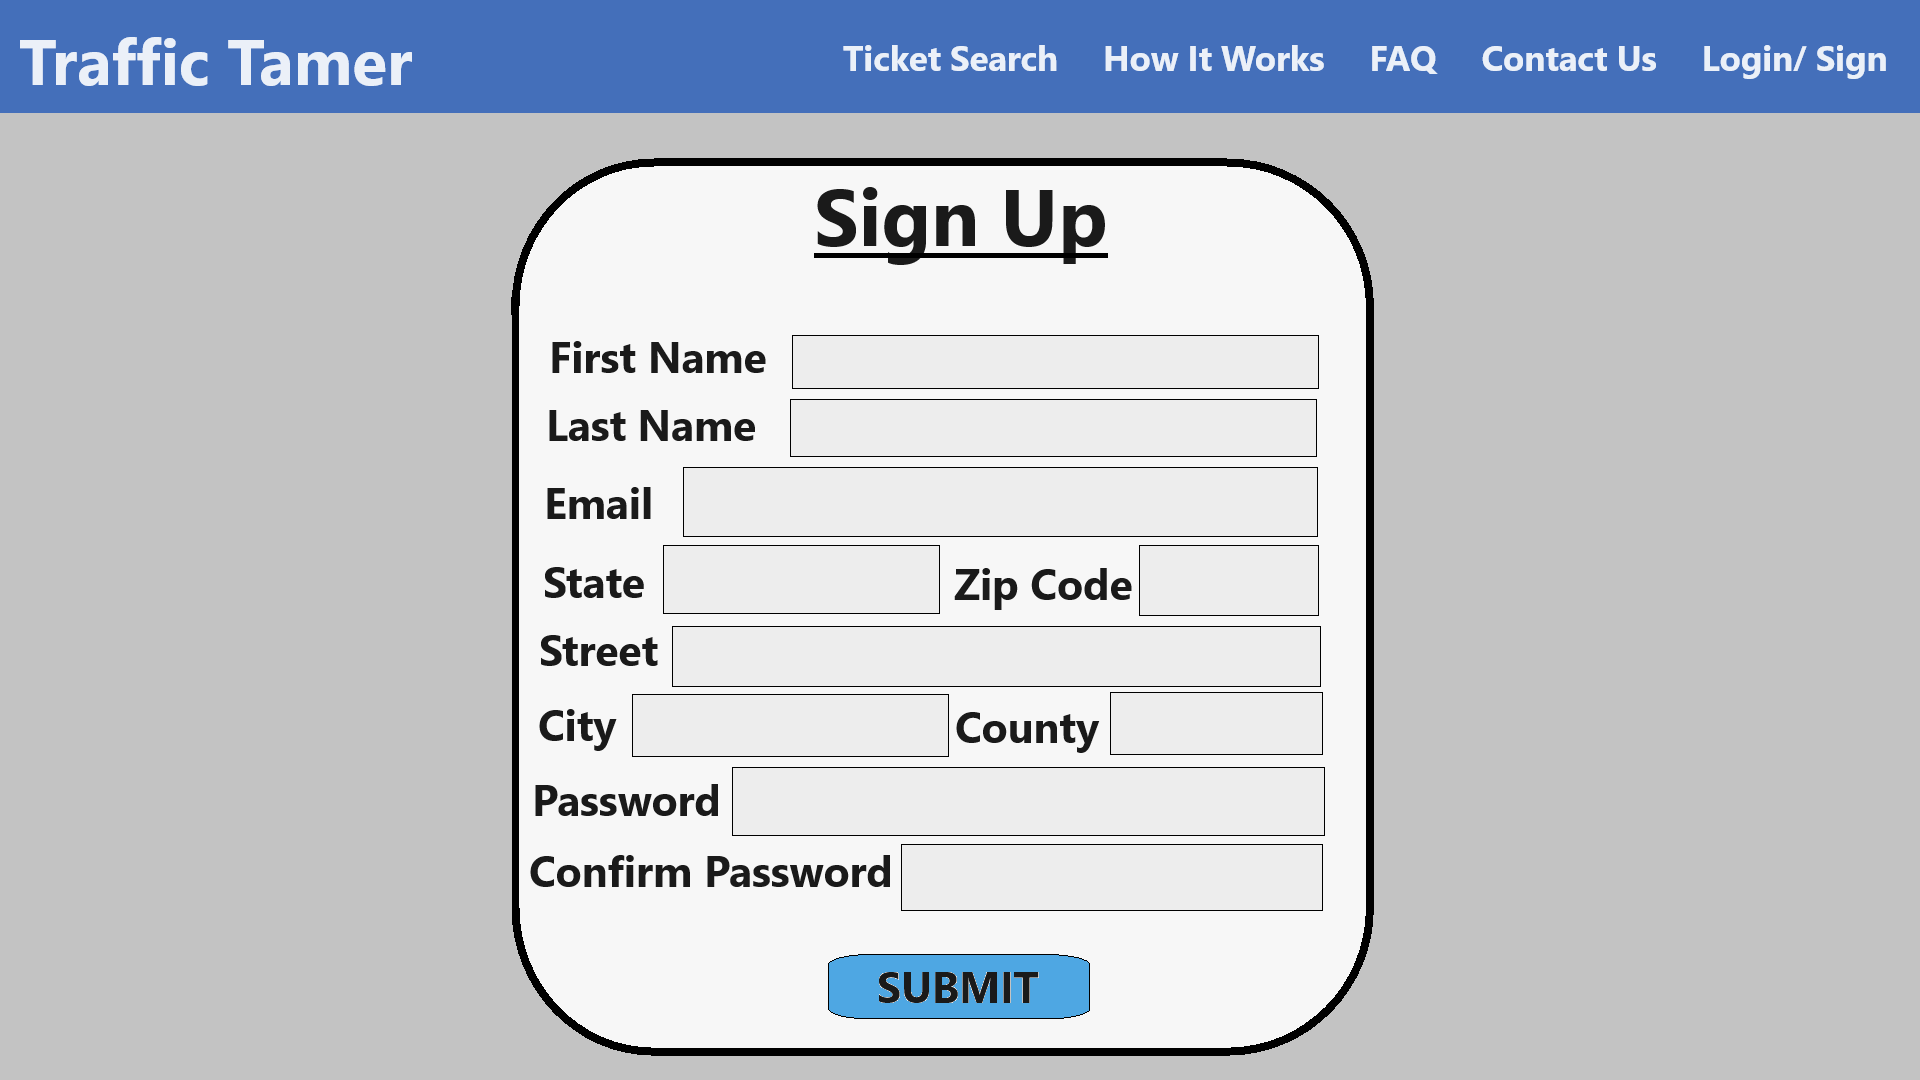 Traffic Tamer
Ticket Search How It Works FAQ Contact Us Login/ Sign
Sign Up
First Name
Last Name
Email
State Zip Code
Street
City County
Password
Confirm Password
SUBMIT